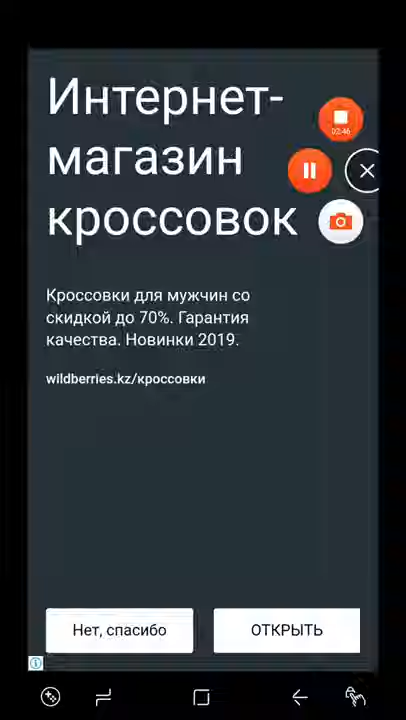 Интернет-
магазин
кроссовок
02:46
Кроссовки для мужчин со
скидкой до 70%. Гарантия
качества. Новинки 2019.
wildberries.kz/кроссовки
Нет, спасибо
ОТКРЫТЬ